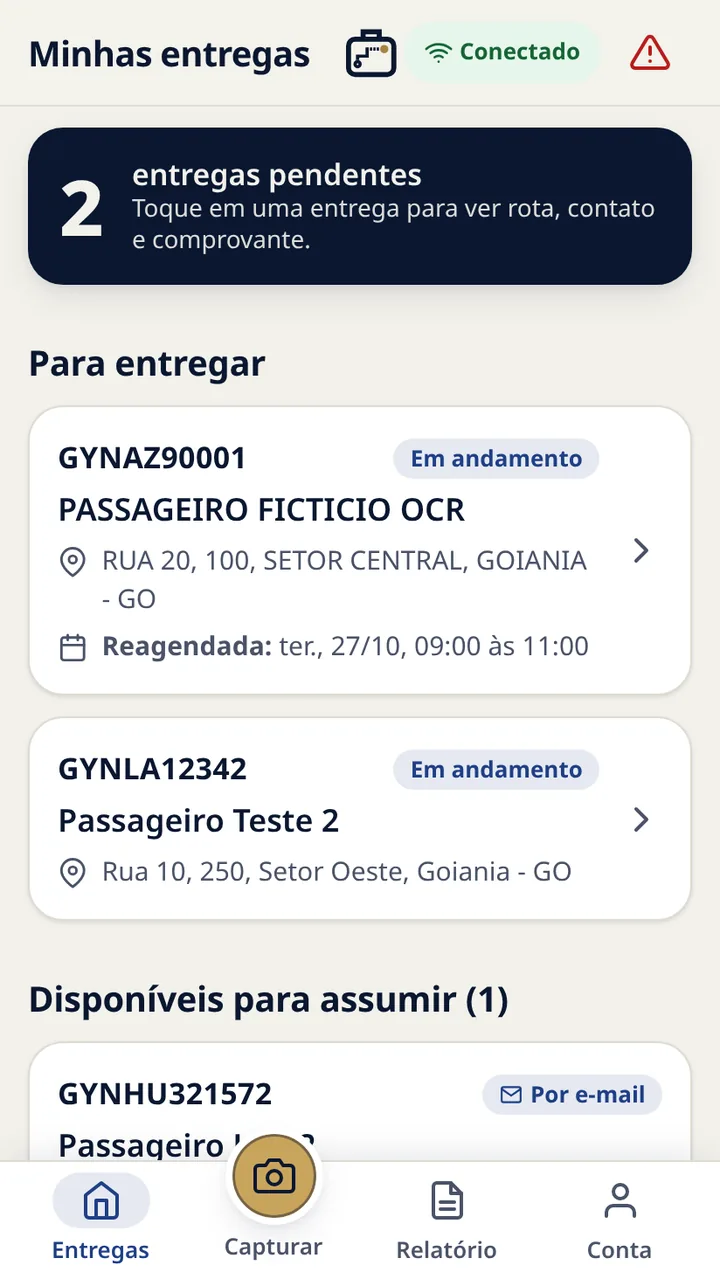 Minhas entregas
Conectado
2
entregas pendentes
Toque em uma entrega para ver rota, contato
e comprovante.
Para entregar
GYNAZ90001
Em andamento
PASSAGEIRO FICTICIO OCR
RUA 20, 100, SETOR CENTRAL, GOIANIA
- GO
Reagendada: ter., 27/10, 09:00 às 11:00
GYNLA12342
Em andamento
Passageiro Teste 2
Rua 10, 250, Setor Oeste, Goiania - GO
Disponíveis para assumir (1)
GYNHU321572
Por e-mail
Passageiro
Entregas
Capturar
Relatório
Conta